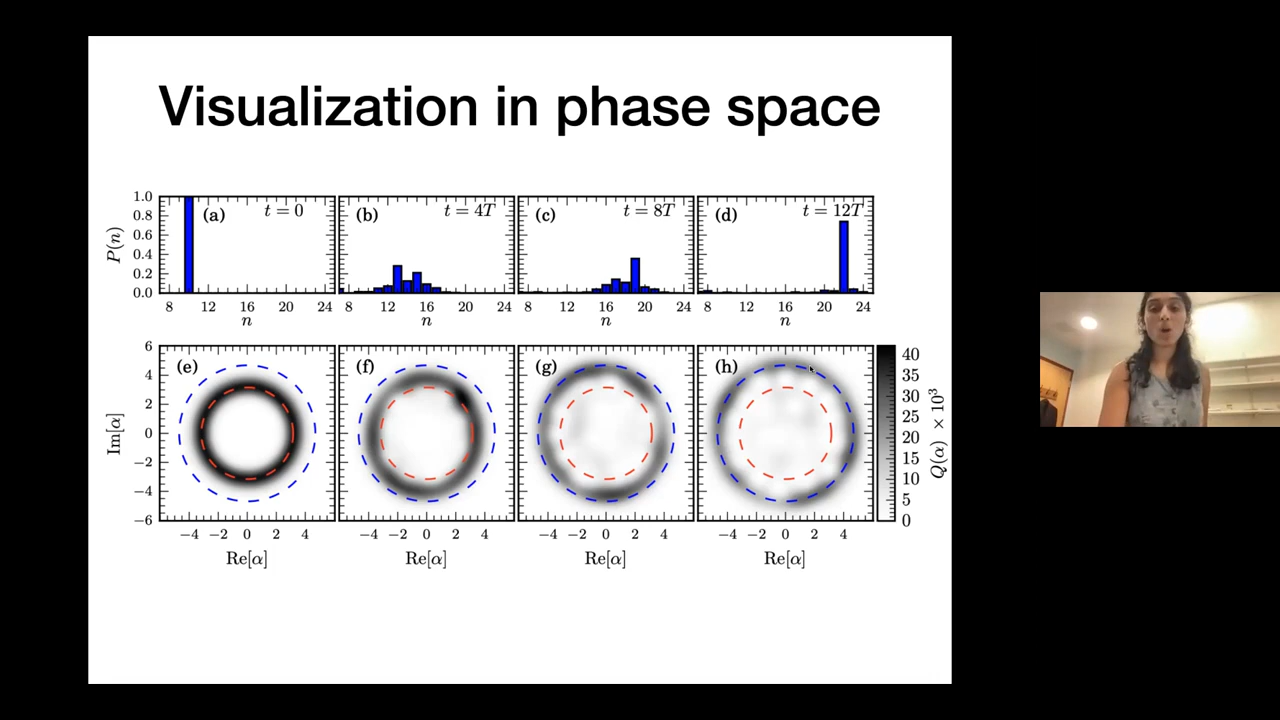 Visualization in phase space
1.0
0.8
0.6
0.4
0.2
0.0
P(n)
(a) t = 0
(b) t = 4T
(c) t = 8T
(d) t = 12T
8 12 16 20 24
8 12 16 20 24
8 12 16 20 24
8 12 16 20 24
n n n n
6
4
2
0
−2
−4
−6
Im[α]
(e) (f) (g) (h)
40
35
30
25
20
15
10
5
0
Q(α) × 10³
−4 −2 0 2 4
−4 −2 0 2 4
−4 −2 0 2 4
−4 −2 0 2 4
Re[α] Re[α] Re[α] Re[α]